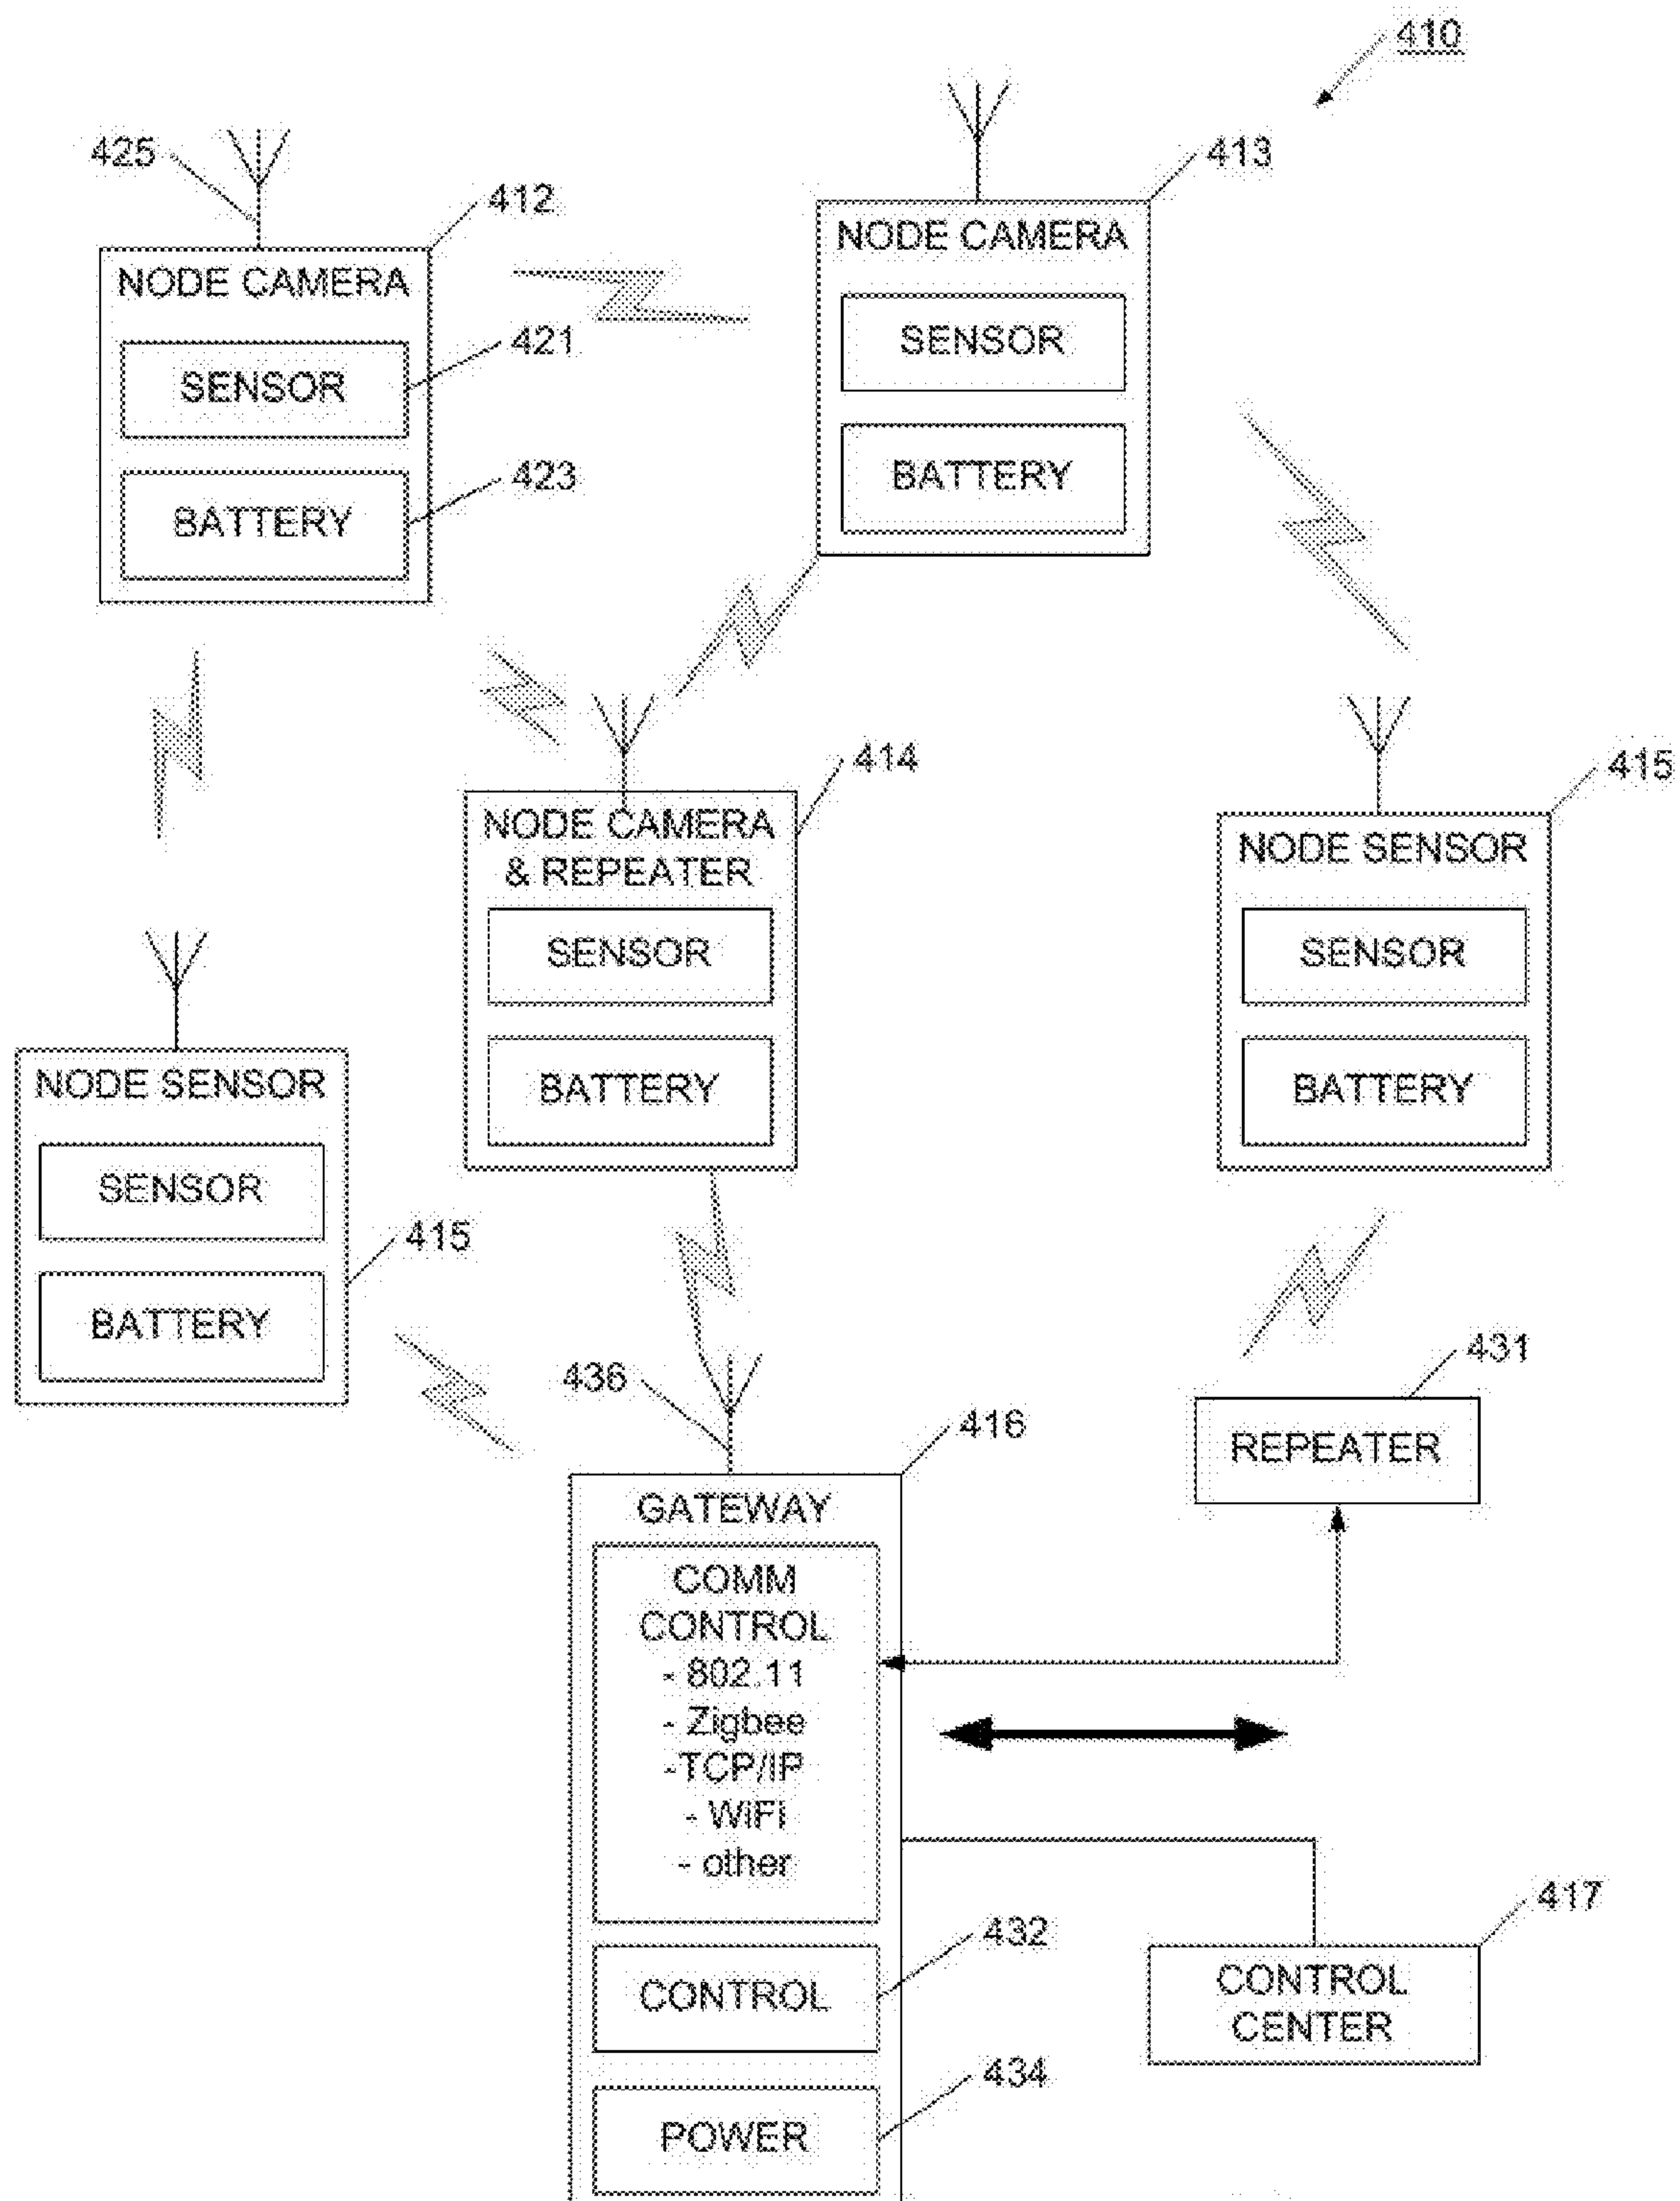 410
425
412
NODE CAMERA
SENSOR
421
BATTERY
423
413
NODE CAMERA
SENSOR
BATTERY
414
NODE CAMERA
& REPEATER
SENSOR
BATTERY
415
NODE SENSOR
SENSOR
BATTERY
NODE SENSOR
SENSOR
415
BATTERY
436
416
GATEWAY
COMM
CONTROL
- 802.11
- Zigbee
-TCP/IP
- WiFi
- other
431
REPEATER
432
CONTROL
417
CONTROL
CENTER
434
POWER